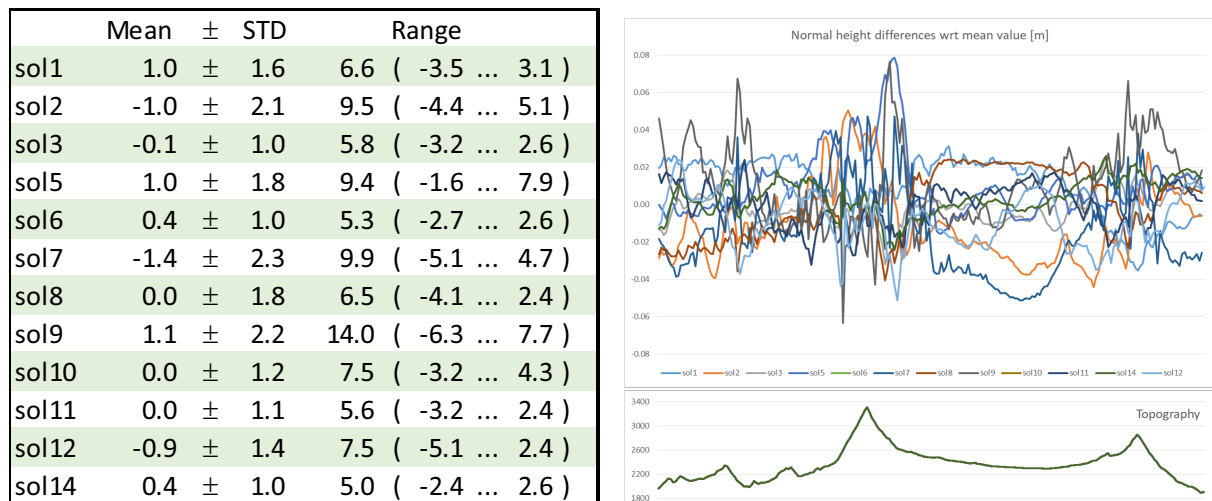 Mean ± STD Range
sol1 1.0 ± 1.6 6.6 ( -3.5 ... 3.1 )
sol2 -1.0 ± 2.1 9.5 ( -4.4 ... 5.1 )
sol3 -0.1 ± 1.0 5.8 ( -3.2 ... 2.6 )
sol5 1.0 ± 1.8 9.4 ( -1.6 ... 7.9 )
sol6 0.4 ± 1.0 5.3 ( -2.7 ... 2.6 )
sol7 -1.4 ± 2.3 9.9 ( -5.1 ... 4.7 )
sol8 0.0 ± 1.8 6.5 ( -4.1 ... 2.4 )
sol9 1.1 ± 2.2 14.0 ( -6.3 ... 7.7 )
sol10 0.0 ± 1.2 7.5 ( -3.2 ... 4.3 )
sol11 0.0 ± 1.1 5.6 ( -3.2 ... 2.4 )
sol12 -0.9 ± 1.4 7.5 ( -5.1 ... 2.4 )
sol14 0.4 ± 1.0 5.0 ( -2.4 ... 2.6 )
Normal height differences wrt mean value [m]
0.08
0.06
0.04
0.02
0.00
-0.02
-0.04
-0.06
-0.08
sol1 sol2 sol3 sol5 sol6 sol7 sol8 sol9 sol10 sol11 sol14 sol12
Topography
3400
2600
2200
1800